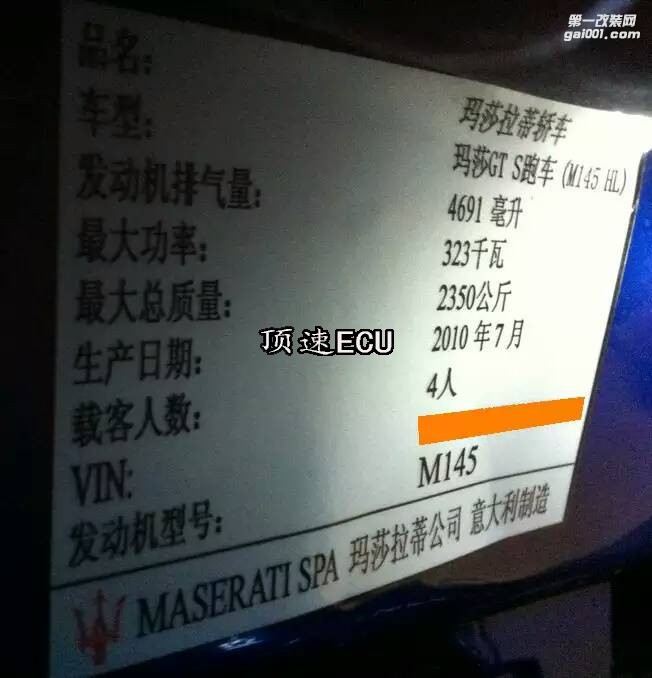 第一改装网
gai001.com
品名: 玛莎拉蒂轿车
车型: 玛莎GT S跑车 (M145 HL)
发动机排气量: 4691 毫升
最大功率: 323千瓦
最大总质量: 2350公斤
生产日期: 2010 年 7 月
载客人数: 4人
VIN:
发动机型号: M145
MASERATI SPA 玛莎拉蒂公司 意大利制造
顶速ECU